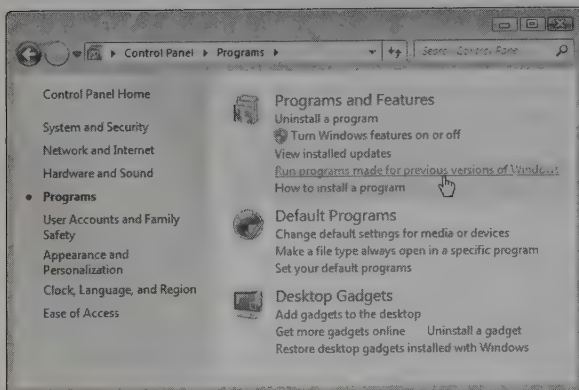 Control Panel ▸ Programs ▸
Search Control Panel
Control Panel Home
System and Security
Network and Internet
Hardware and Sound
Programs
User Accounts and Family
Safety
Appearance and
Personalization
Clock, Language, and Region
Ease of Access
Programs and Features
Uninstall a program
Turn Windows features on or off
View installed updates
Run programs made for previous versions of Windows
How to install a program
Default Programs
Change default settings for media or devices
Make a file type always open in a specific program
Set your default programs
Desktop Gadgets
Add gadgets to the desktop
Get more gadgets online Uninstall a gadget
Restore desktop gadgets installed with Windows